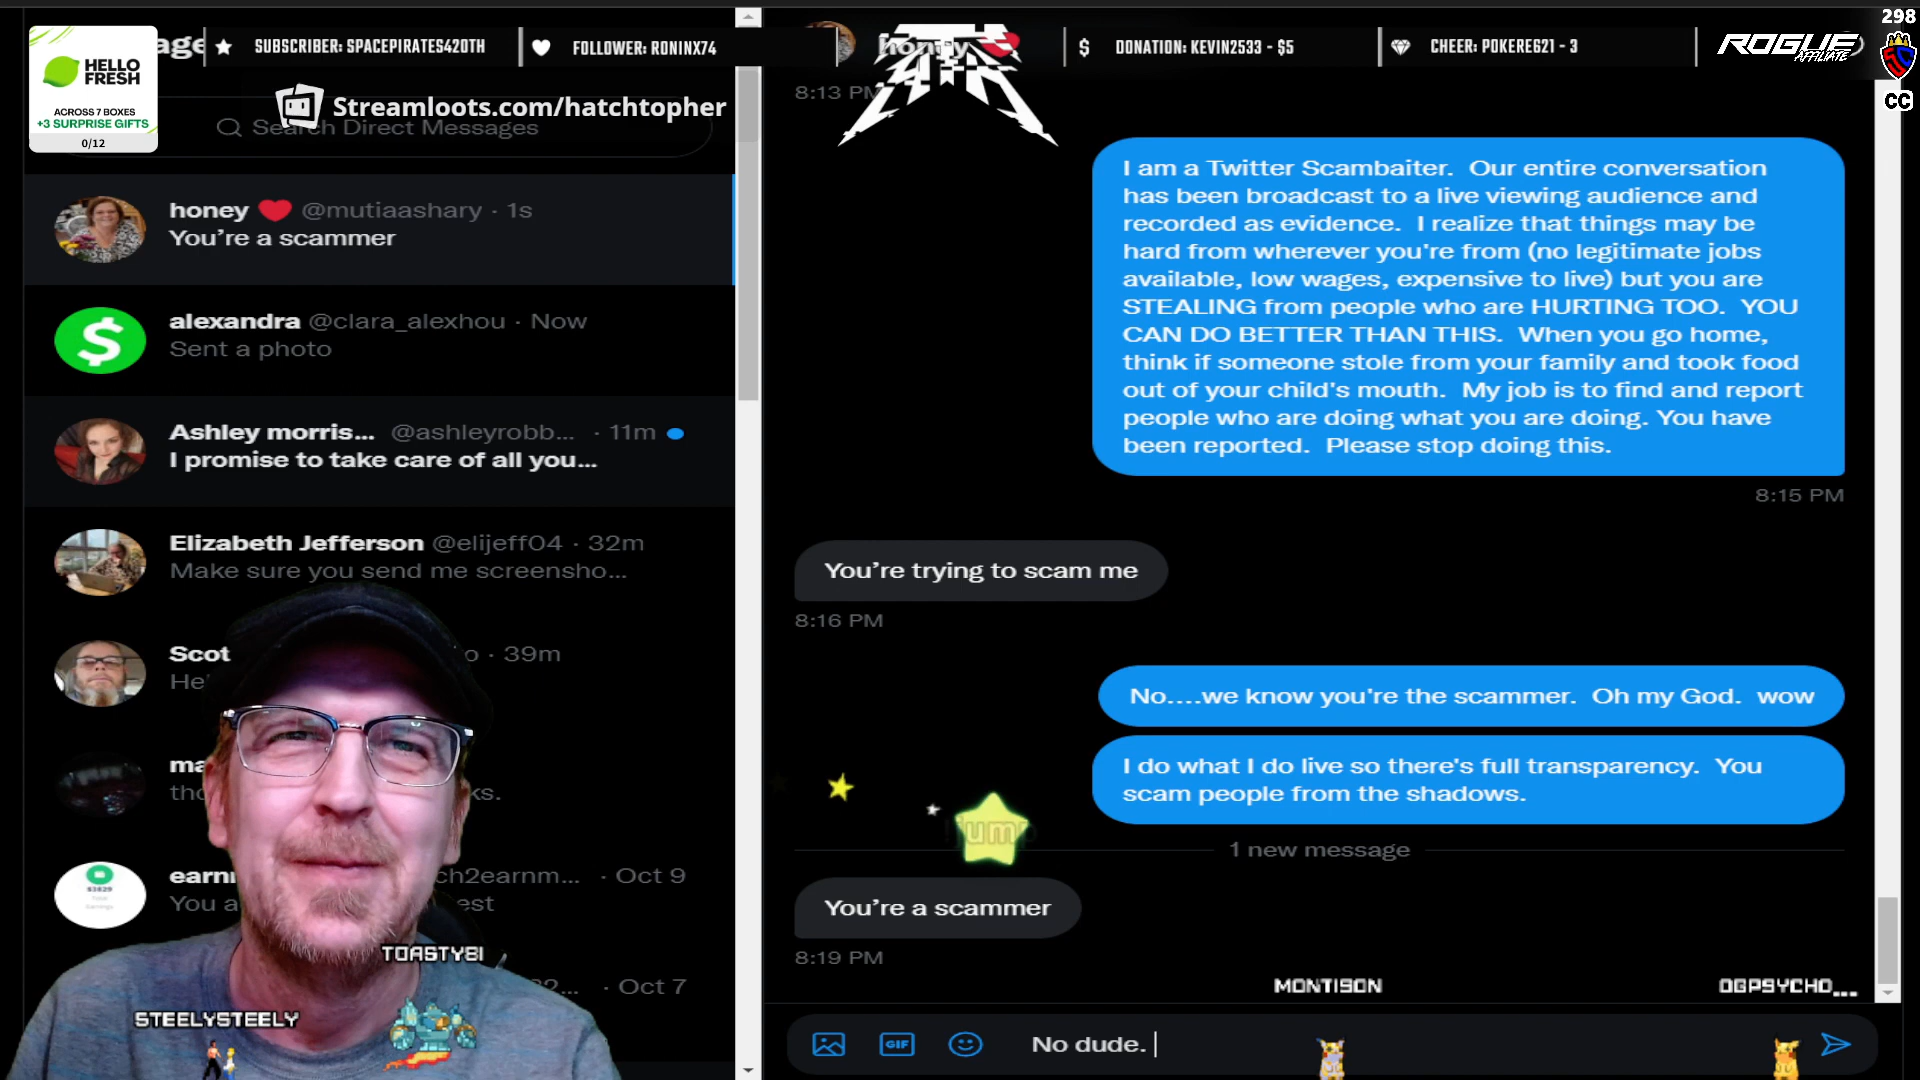 298
SUBSCRIBER: SPACEPIRATES420TH
FOLLOWER: RONINX74
DONATION: KEVIN2533 - $5
CHEER: POKERE621 - 3
ROGUE
AFFILIATE
CC
HELLO
FRESH
ACROSS 7 BOXES
+3 SURPRISE GIFTS
0/12
Streamloots.com/hatchtopher
Search Direct Messages
honey ❤️ @mutiaashary · 1s
You’re a scammer
alexandra @clara_alexhou · Now
Sent a photo
Ashley morris... @ashleyrobb... · 11m
I promise to take care of all you...
Elizabeth Jefferson @elijeff04 · 32m
Make sure you send me screensho...
Scot · 39m
· Oct 9
You
· Oct 7
TOASTYBI
STEELYSTEELY
honey ❤️
8:13 PM
I am a Twitter Scambaiter. Our entire conversation
has been broadcast to a live viewing audience and
recorded as evidence. I realize that things may be
hard from wherever you're from (no legitimate jobs
available, low wages, expensive to live) but you are
STEALING from people who are HURTING TOO. YOU
CAN DO BETTER THAN THIS. When you go home,
think if someone stole from your family and took food
out of your child's mouth. My job is to find and report
people who are doing what you are doing. You have
been reported. Please stop doing this.
8:15 PM
You’re trying to scam me
8:16 PM
No....we know you're the scammer. Oh my God. wow
I do what I do live so there's full transparency. You
scam people from the shadows.
1 new message
You’re a scammer
8:19 PM
MONTISON
OGPSYCHO...
GIF
No dude.